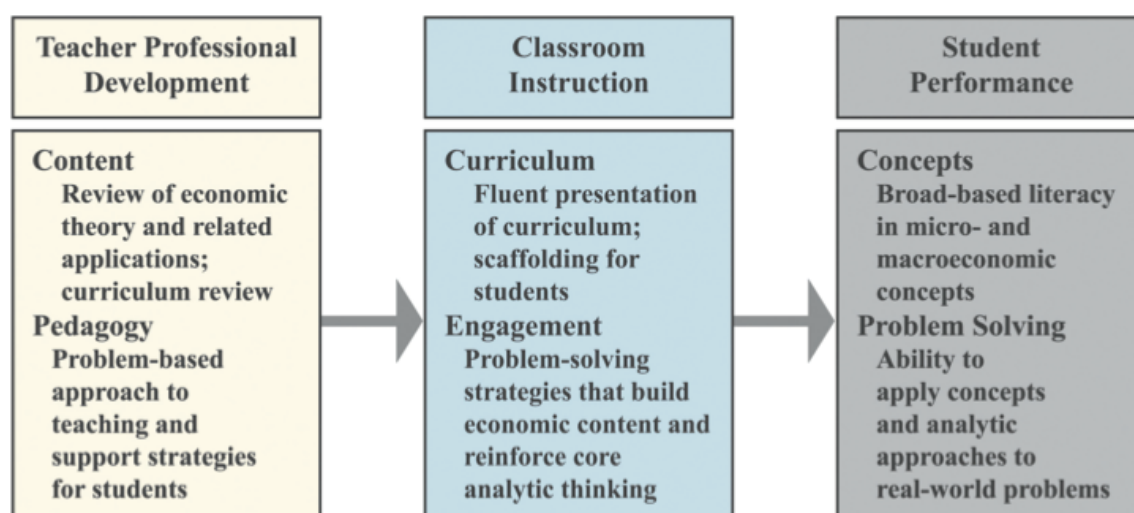 Teacher Professional
Development
Classroom
Instruction
Student
Performance
Content
Review of economic
theory and related
applications;
curriculum review
Pedagogy
Problem-based
approach to
teaching and
support strategies
for students
Curriculum
Fluent presentation
of curriculum;
scaffolding for
students
Engagement
Problem-solving
strategies that build
economic content and
reinforce core
analytic thinking
Concepts
Broad-based literacy
in micro- and
macroeconomic
concepts
Problem Solving
Ability to
apply concepts
and analytic
approaches to
real-world problems